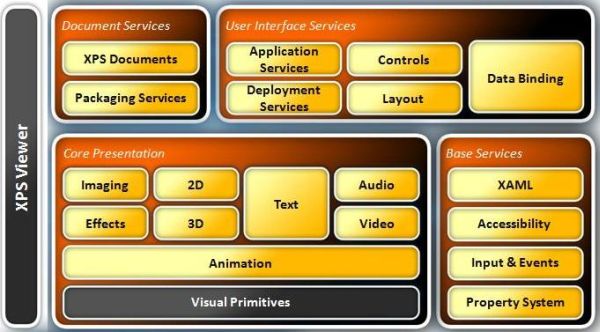 XPS Viewer
Document Services
XPS Documents
Packaging Services
User Interface Services
Application
Services
Deployment
Services
Controls
Layout
Data Binding
Core Presentation
Imaging
2D
Text
Audio
Effects
3D
Video
Animation
Visual Primitives
Base Services
XAML
Accessibility
Input & Events
Property System